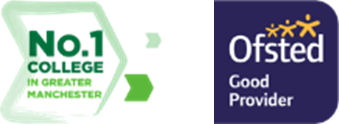 No.1
COLLEGE
IN GREATER
MANCHESTER
Ofsted
Good
Provider